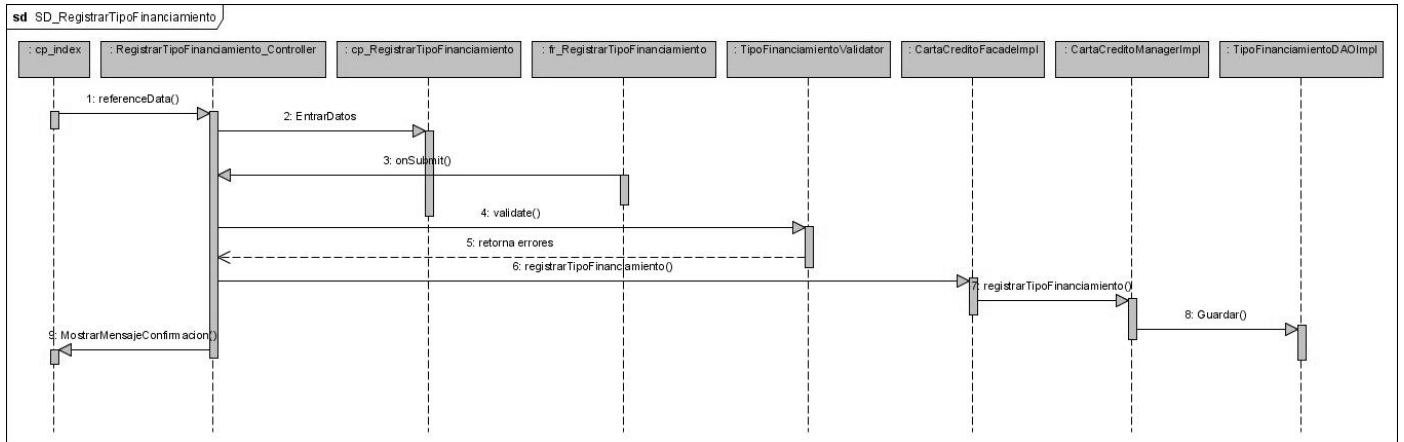 sd SD_RegistrarTipoFinanciamiento
: cp_index
: RegistrarTipoFinanciamiento_Controller
: cp_RegistrarTipoFinanciamiento
: fr_RegistrarTipoFinanciamiento
: TipoFinanciamientoValidator
: CartaCreditoFacadeImpl
: CartaCreditoManagerImpl
: TipoFinanciamientoDAOImpl
1: referenceData()
2: EntrarDatos
3: onSubmit()
4: validate()
5: retorna errores
6: registrarTipoFinanciamiento()
7: registrarTipoFinanciamiento()
8: Guardar()
9: MostrarMensajeConfirmacion()